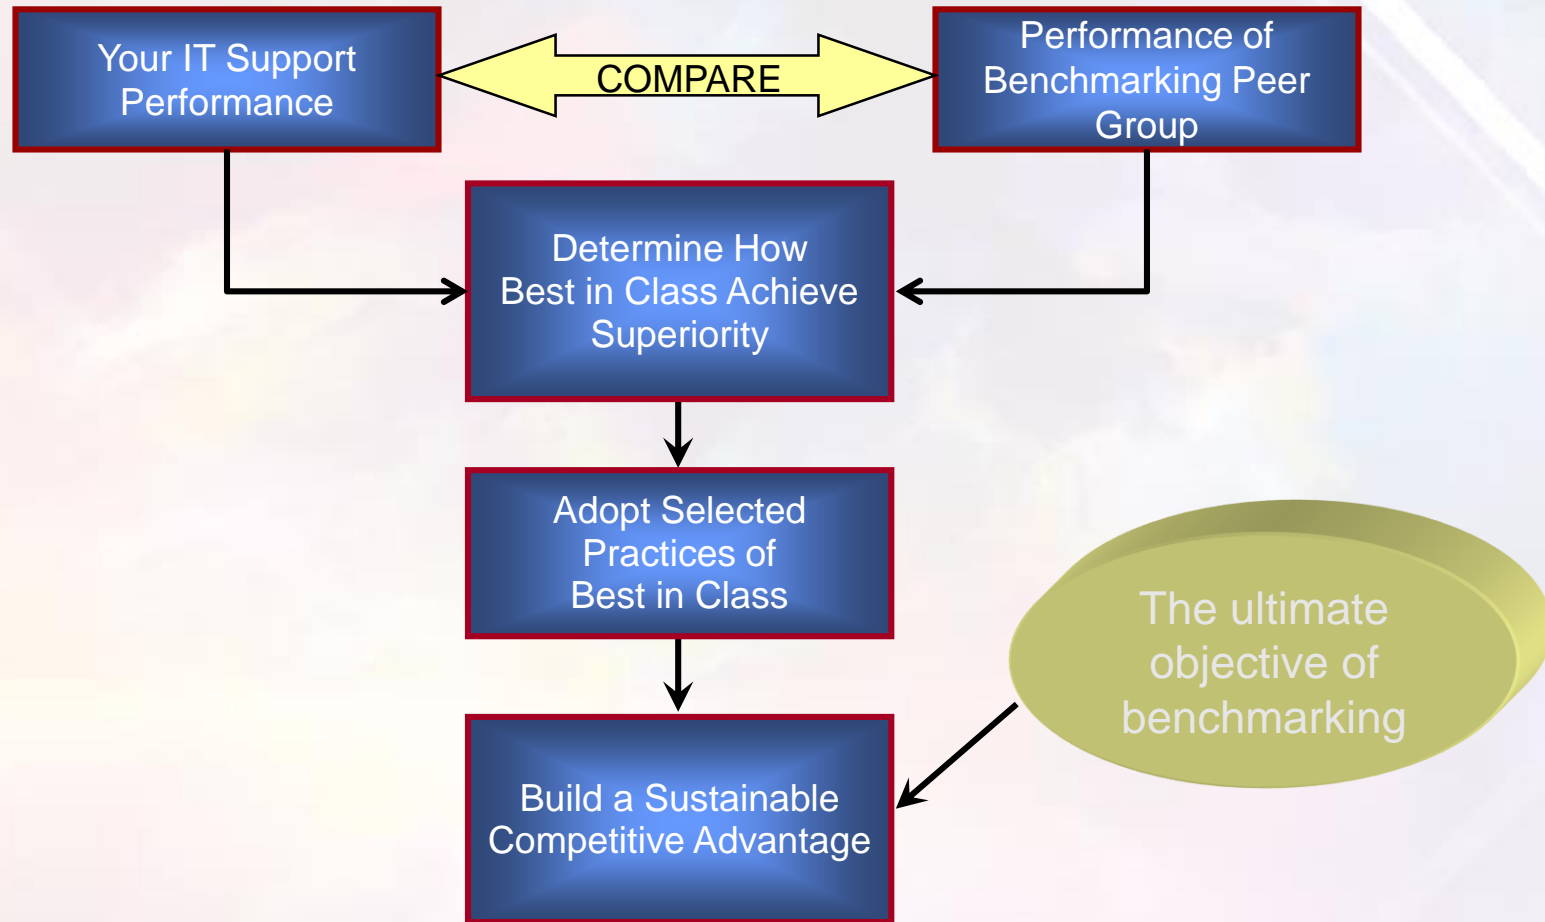 Your IT Support
Performance
COMPARE
Performance of
Benchmarking Peer
Group
Determine How
Best in Class Achieve
Superiority
Adopt Selected
Practices of
Best in Class
The ultimate
objective of
benchmarking
Build a Sustainable
Competitive Advantage